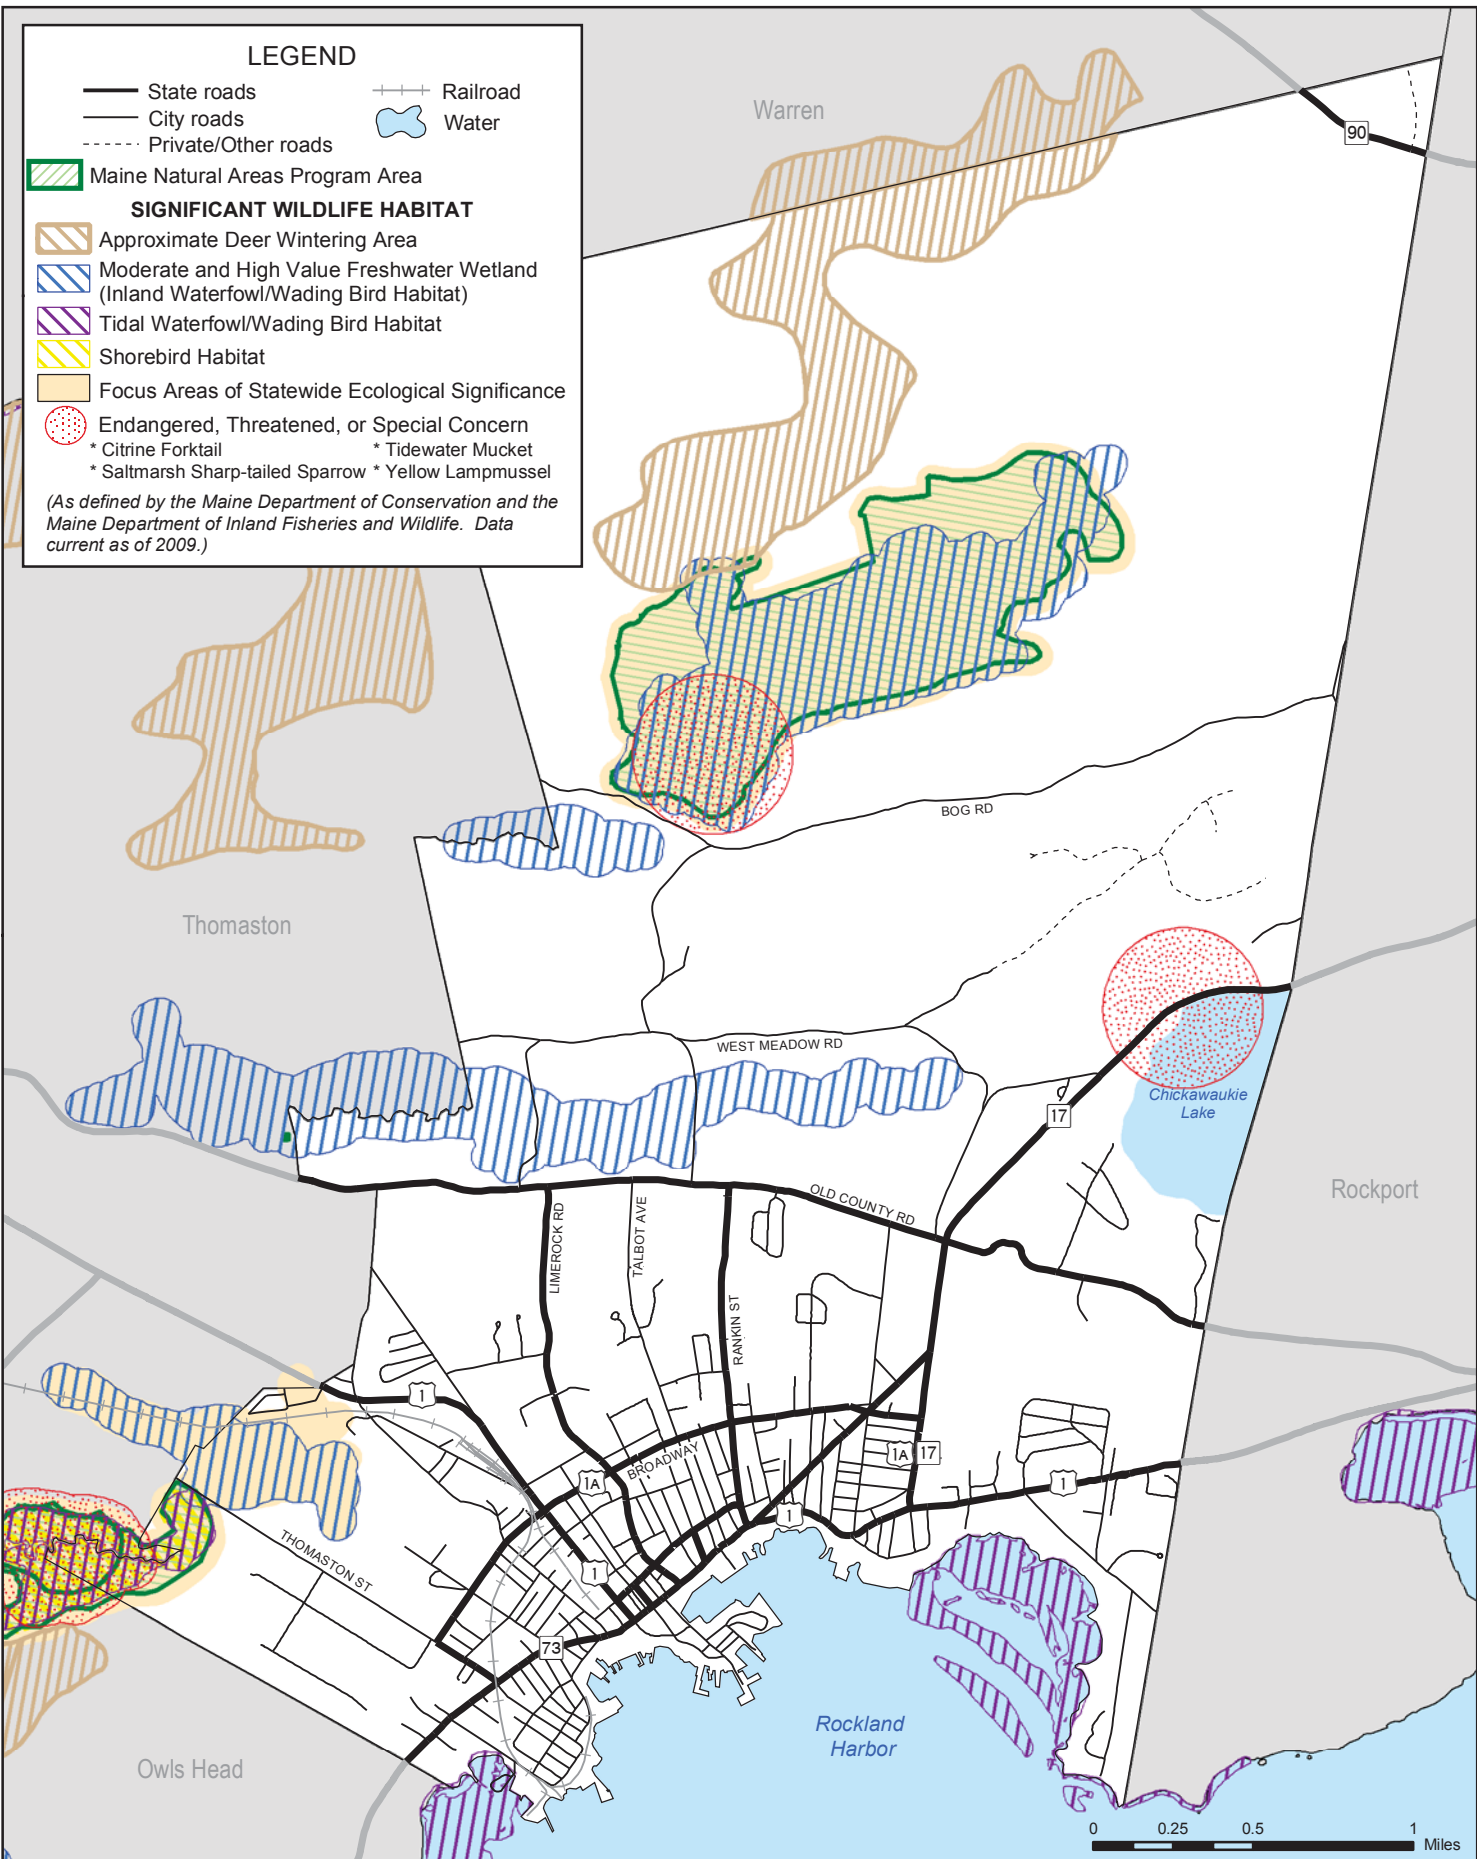 LEGEND
State roads
Railroad
City roads
Water
Private/Other roads
Maine Natural Areas Program Area
SIGNIFICANT WILDLIFE HABITAT
Approximate Deer Wintering Area
Moderate and High Value Freshwater Wetland
(Inland Waterfowl/Wading Bird Habitat)
Tidal Waterfowl/Wading Bird Habitat
Shorebird Habitat
Focus Areas of Statewide Ecological Significance
Endangered, Threatened, or Special Concern
* Citrine Forktail
* Tidewater Mucket
* Saltmarsh Sharp-tailed Sparrow
* Yellow Lampmussel
(As defined by the Maine Department of Conservation and the
Maine Department of Inland Fisheries and Wildlife. Data
current as of 2009.)
Warren
90
BOG RD
Thomaston
WEST MEADOW RD
Chickawaukie
Lake
17
Rockport
OLD COUNTY RD
LIMEROCK RD
TALBOT AVE
RANKIN ST
1
BROADWAY
1A
1A
17
1
1
THOMASTON ST
1
73
Rockland
Harbor
Owls Head
0
0.25
0.5
1
Miles